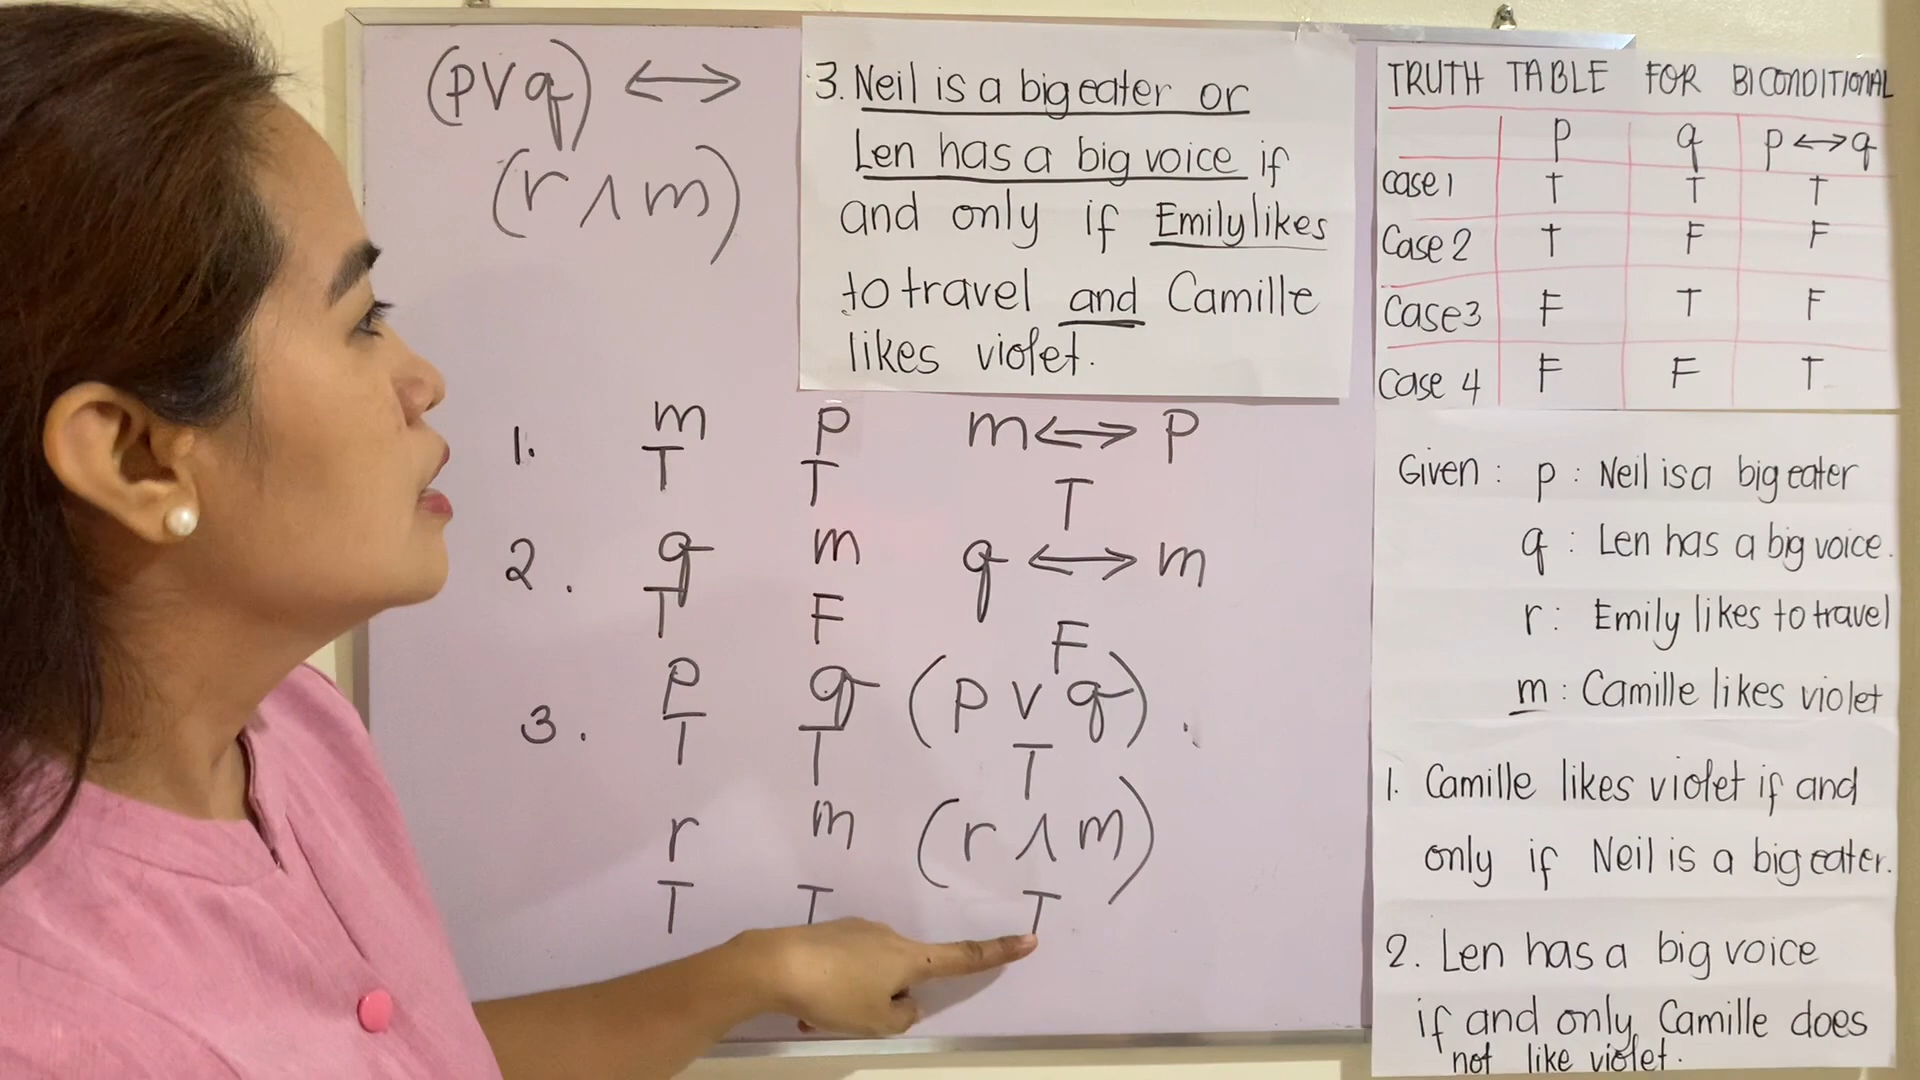 (p∨q) ⟷
(r ∧ m)
3. Neil is a big eater or
Len has a big voice if
and only if Emily likes
to travel and Camille
likes violet.
1. m p m⟷p
T T T
2. q m q⟷m
T F F
3. p q (p ∨ q).
T T T
r m (r ∧ m)
T T T
TRUTH TABLE FOR BICONDITIONAL
p q p⟷q
case 1 T T T
Case 2 T F F
Case 3 F T F
Case 4 F F T
Given : p : Neil is a big eater
q : Len has a big voice.
r : Emily likes to travel
m : Camille likes violet
1. Camille likes violet if and
only if Neil is a big eater.
2. Len has a big voice
if and only Camille does
not like violet.